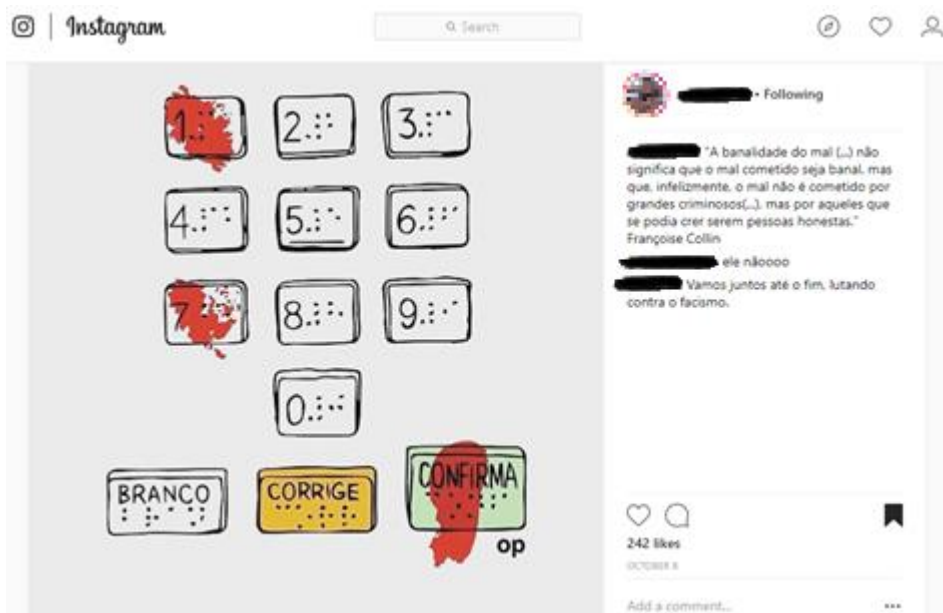 Instagram
Search
1.
2.
3.
4.
5.
6.
7.
8.
9.
0.
BRANCO
CORRIGE
CONFIRMA
op
• Following
"A banalidade do mal (...) não
significa que o mal cometido seja banal, mas
que, infelizmente, o mal não é cometido por
grandes criminosos(...), mas por aqueles que
se podia crer serem pessoas honestas."
Françoise Collin
ele nãoooo
Vamos juntos até o fim, lutando
contra o facismo.
242 likes
OCTOBER 8
Add a comment...